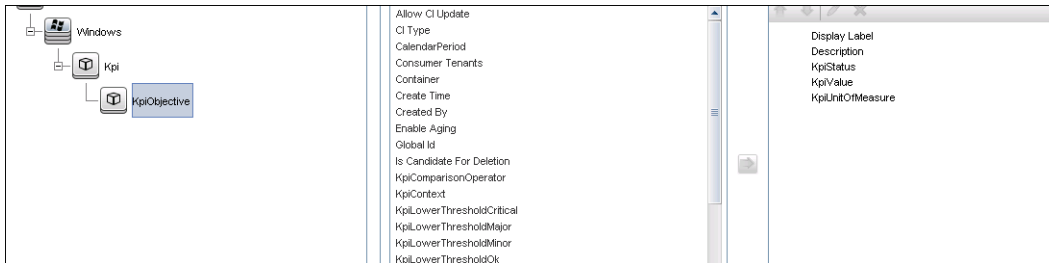 Windows
Kpi
KpiObjective
Allow CI Update
CI Type
CalendarPeriod
Consumer Tenants
Container
Create Time
Created By
Enable Aging
Global Id
Is Candidate For Deletion
KpiComparisonOperator
KpiContext
KpiLowerThresholdCritical
KpiLowerThresholdMajor
KpiLowerThresholdMinor
KpiLowerThresholdOk
Display Label
Description
KpiStatus
KpiValue
KpiUnitOfMeasure